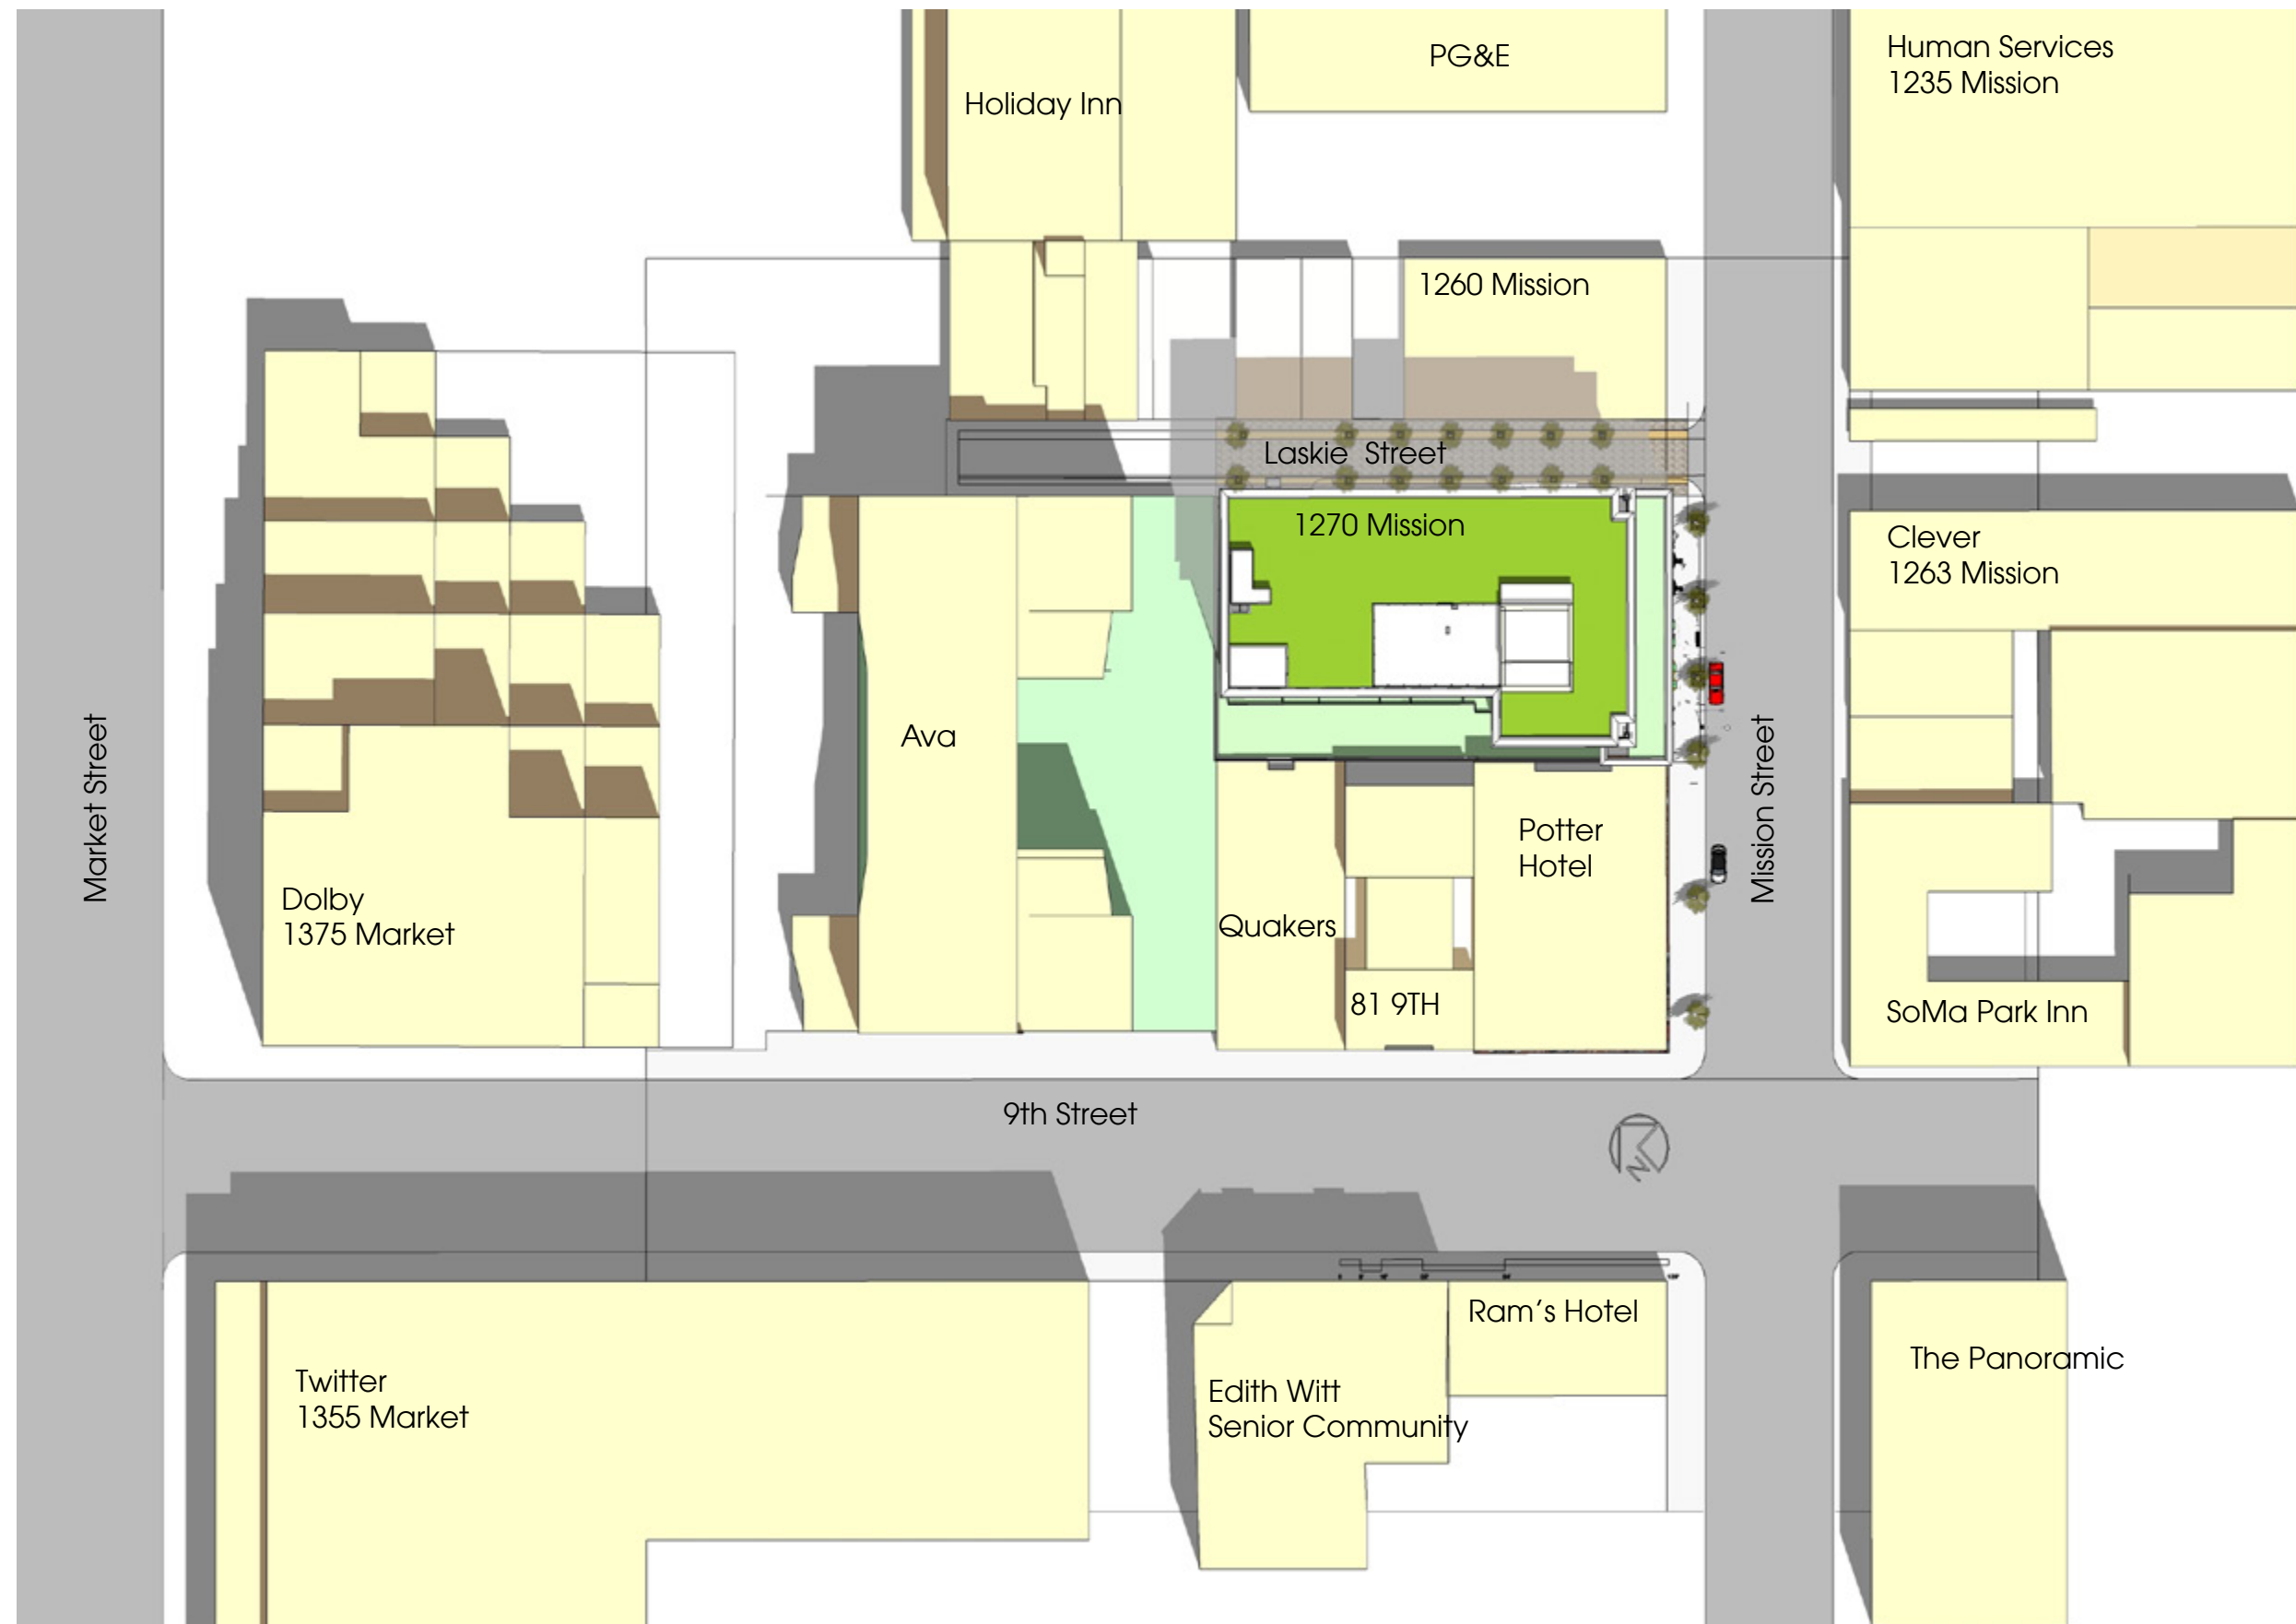 PG&E
Human Services
1235 Mission
Holiday Inn
1260 Mission
Laskie Street
1270 Mission
Clever
1263 Mission
Market Street
Ava
Mission Street
Potter
Hotel
Dolby
1375 Market
Quakers
81 9TH
SoMa Park Inn
9th Street
N
Ram's Hotel
Twitter
1355 Market
Edith Witt
Senior Community
The Panoramic